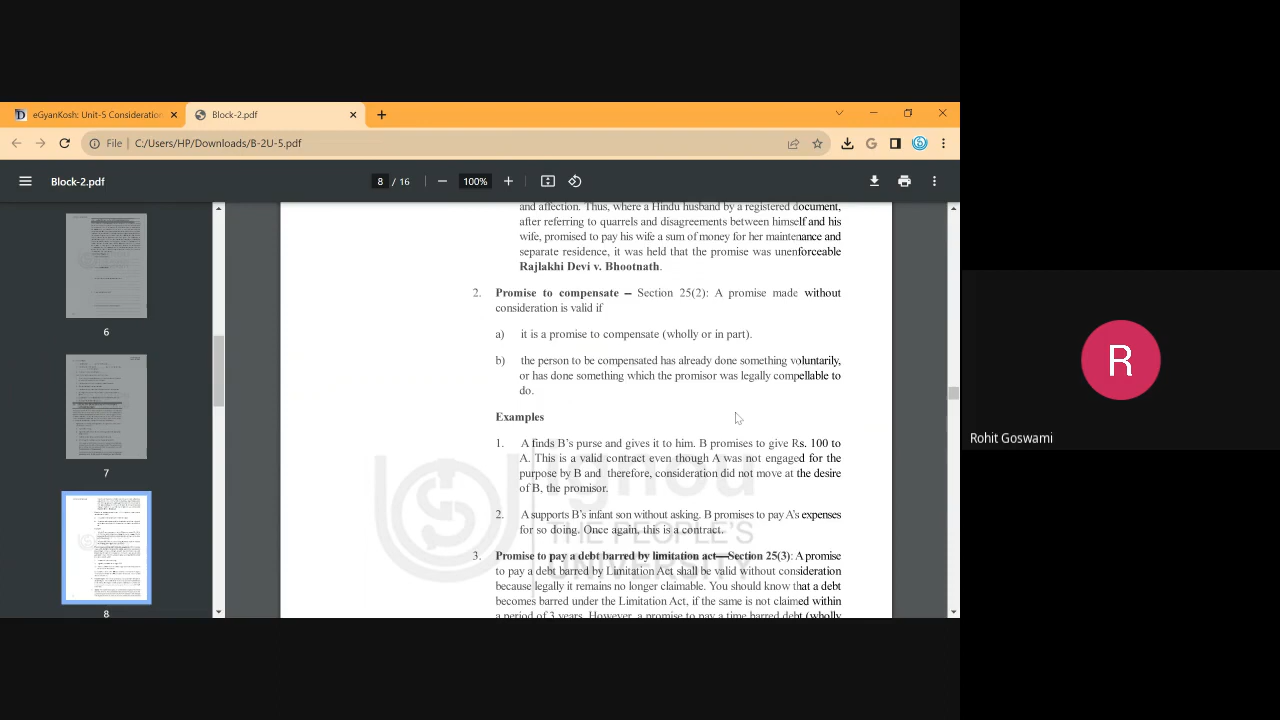 eGyanKosh: Unit-5 Consideration
Block-2.pdf
File
C:/Users/HP/Downloads/B-2U-5.pdf
Block-2.pdf
8 / 16
100%
6
7
8
and affection. Thus, where a Hindu husband by a registered document,
after referring to quarrels and disagreements between himself and his
wife, promised to pay his wife a sum of money for her maintenance and
separate residence, it was held that the promise was unenforceable
Rajlakhi Devi v. Bhootnath.
2. Promise to compensate – Section 25(2): A promise made without
consideration is valid if
a) it is a promise to compensate (wholly or in part).
b) the person to be compensated has already done something voluntarily,
or has done something which the promisor was legally compellable to
do.
Examples
1. A finds B's purse and gives it to him. B promises to give Rs. 100 to
A. This is a valid contract even though A was not engaged for the
purpose by B and therefore, consideration did not move at the desire
of B, the promisor.
2. A supports B's infant son without asking. B promises to pay A's expenses
for so doing. Once again, this is a contract.
3. Promise to pay a debt barred by limitation act—Section 25(3): A promise
to pay a debt barred by Limitation Act shall be valid without consideration
because legally it remains no longer claimable. You should know that a debt
becomes barred under the Limitation Act, if the same is not claimed within
a period of 3 years. However, a promise to pay a time barred debt (wholly
ignou
THE PEOPLE'S
UNIVERSITY
R
Rohit Goswami